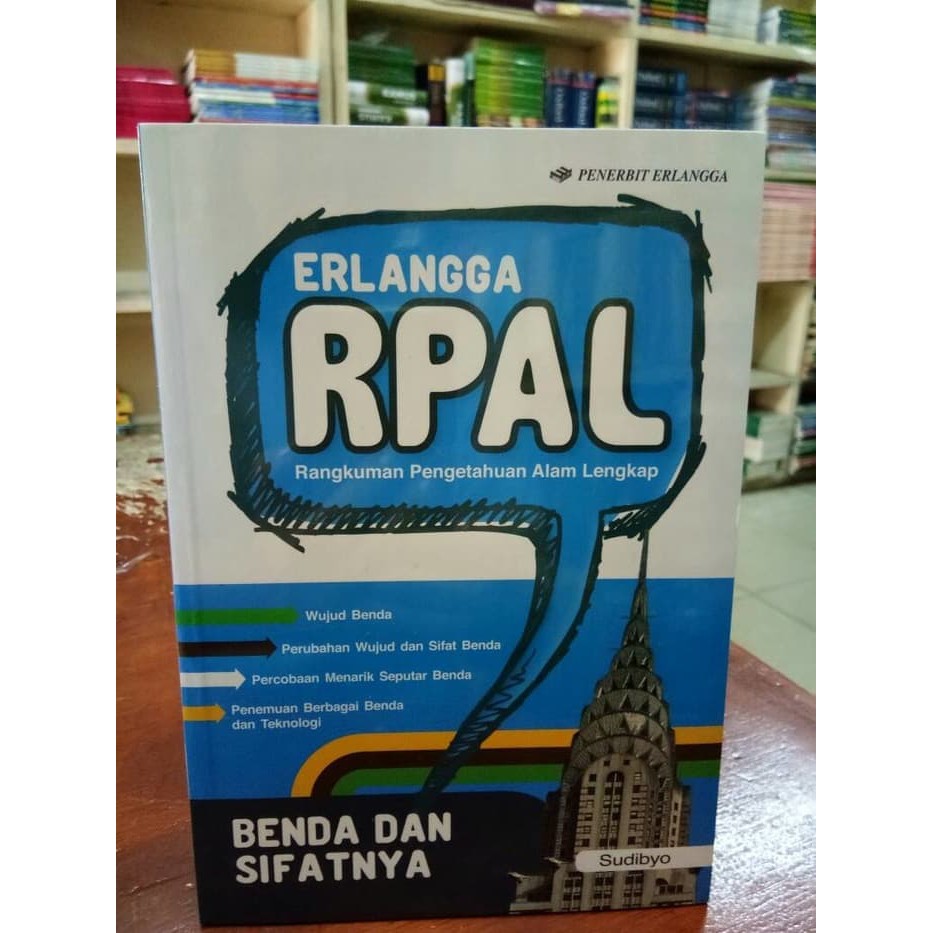 PENERBIT ERLANGGA
ERLANGGA
RPAL
Rangkuman Pengetahuan Alam Lengkap
Wujud Benda
Perubahan Wujud dan Sifat Benda
Percobaan Menarik Seputar Benda
Penemuan Berbagai Benda
dan Teknologi
BENDA DAN
SIFATNYA
Sudibyo